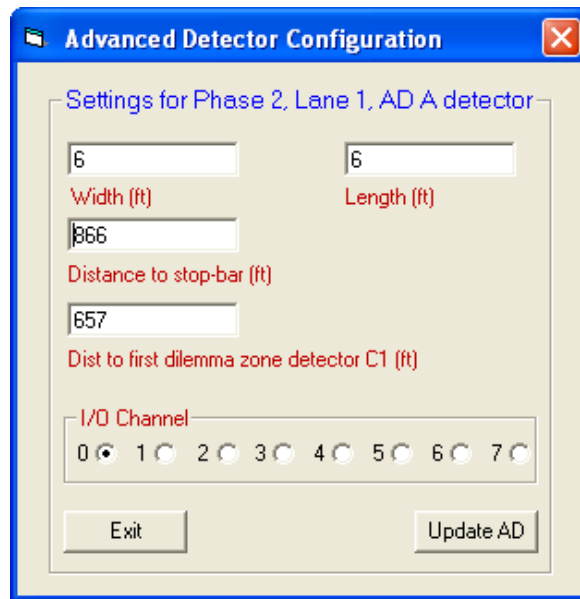 Advanced Detector Configuration
Settings for Phase 2, Lane 1, AD A detector
6 6
Width (ft) Length (ft)
866
Distance to stop-bar (ft)
657
Dist to first dilemma zone detector C1 (ft)
I/O Channel
0 1 2 3 4 5 6 7
Exit Update AD